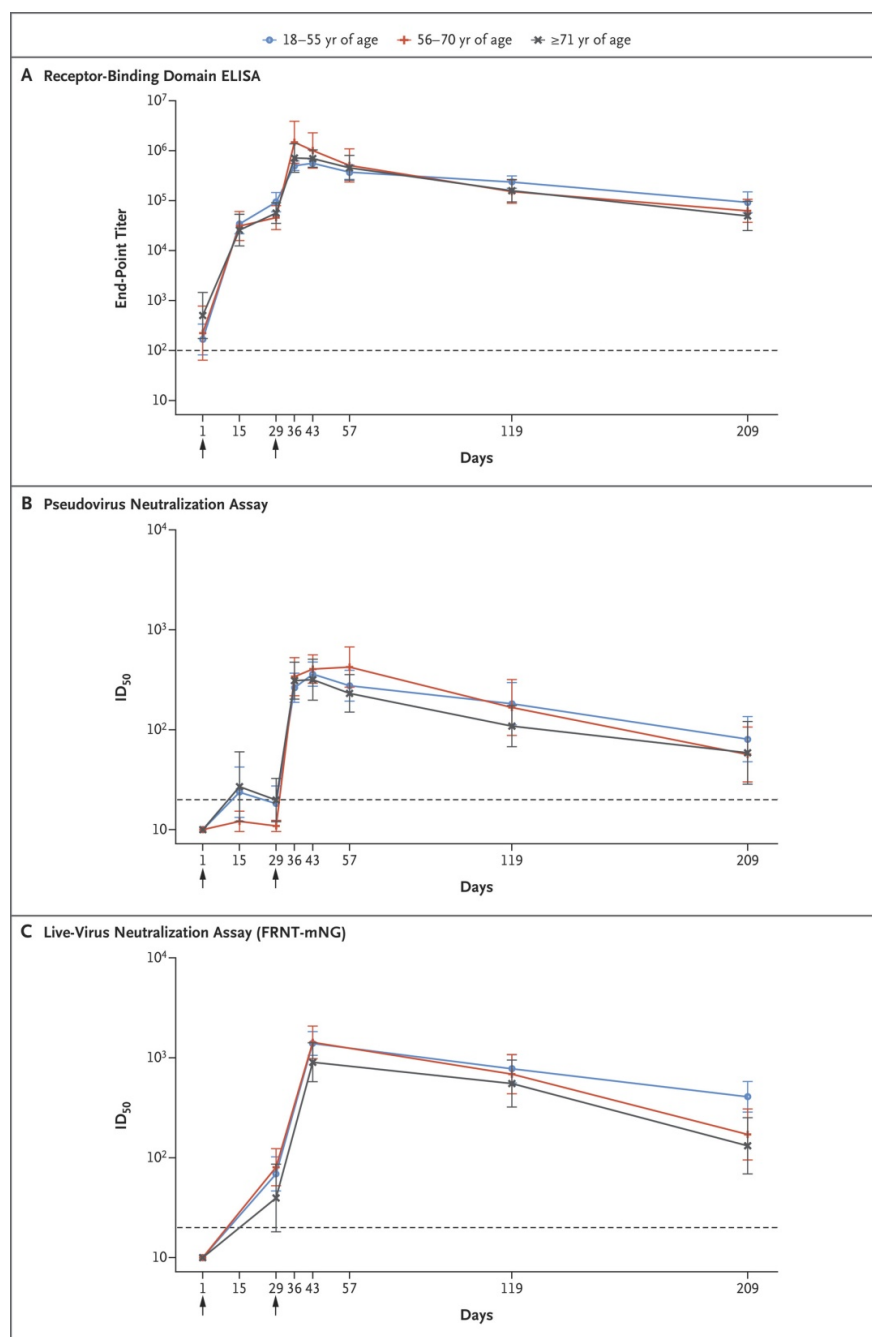 18–55 yr of age 56–70 yr of age ≥71 yr of age
A Receptor-Binding Domain ELISA
End-Point Titer
10⁷
10⁶
10⁵
10⁴
10³
10²
10
1 15 29 36 43 57 119 209
Days
B Pseudovirus Neutralization Assay
ID₅₀
10⁴
10³
10²
10
1 15 29 36 43 57 119 209
Days
C Live-Virus Neutralization Assay (FRNT-mNG)
ID₅₀
10⁴
10³
10²
10
1 15 29 36 43 57 119 209
Days